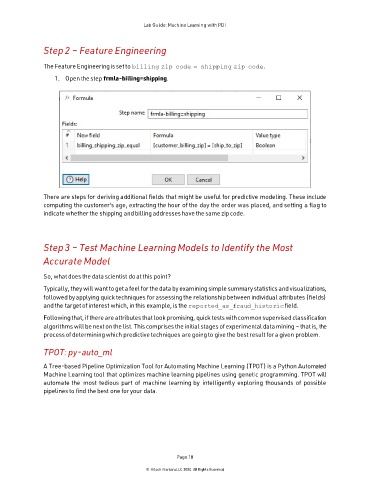 Lab Guide: Machine Learning with PDI
Step 2 – Feature Engineering
The Feature Engineering is set to billing zip code = shipping zip code.
1. Open the step frmla-billing=shipping.
Formula
Step name: frmla-billing=shipping
Fields:
# New field Formula Value type
1 billing_shipping_zip_equal [customer_billing_zip] = [ship_to_zip] Boolean
Help OK Cancel
There are steps for deriving additional fields that might be useful for predictive modeling. These include
computing the customer's age, extracting the hour of the day the order was placed, and setting a flag to
indicate whether the shipping and billing addresses have the same zip code.
Step 3 – Test Machine Learning Models to Identify the Most
Accurate Model
So, what does the data scientist do at this point?
Typically, they will want to get a feel for the data by examining simple summary statistics and visualizations,
followed by applying quick techniques for assessing the relationship between individual attributes (fields)
and the target of interest which, in this example, is the reported_as_fraud_historic field.
Following that, if there are attributes that look promising, quick tests with common supervised classification
algorithms will be next on the list. This comprises the initial stages of experimental data mining – that is, the
process of determining which predictive techniques are going to give the best result for a given problem.
TPOT: py-auto_ml
A Tree-based Pipeline Optimization Tool for Automating Machine Learning (TPOT) is a Python Automated
Machine Learning tool that optimizes machine learning pipelines using genetic programming. TPOT will
automate the most tedious part of machine learning by intelligently exploring thousands of possible
pipelines to find the best one for your data.
Page 18
© Hitachi Vantara LLC 2020. All Rights Reserved